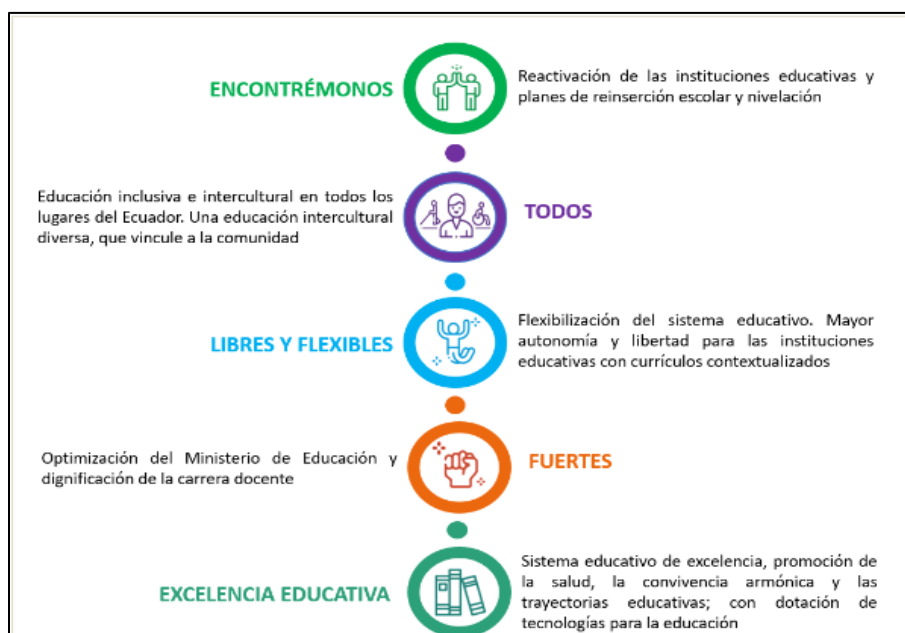 ENCONTRÉMONOS
Reactivación de las instituciones educativas y
planes de reinserción escolar y nivelación
Educación inclusiva e intercultural en todos los
lugares del Ecuador. Una educación intercultural
diversa, que vincule a la comunidad
TODOS
LIBRES Y FLEXIBLES
Flexibilización del sistema educativo. Mayor
autonomía y libertad para las instituciones
educativas con currículos contextualizados
Optimización del Ministerio de Educación y
dignificación de la carrera docente
FUERTES
EXCELENCIA EDUCATIVA
Sistema educativo de excelencia, promoción de
la salud, la convivencia armónica y las
trayectorias educativas; con dotación de
tecnologías para la educación